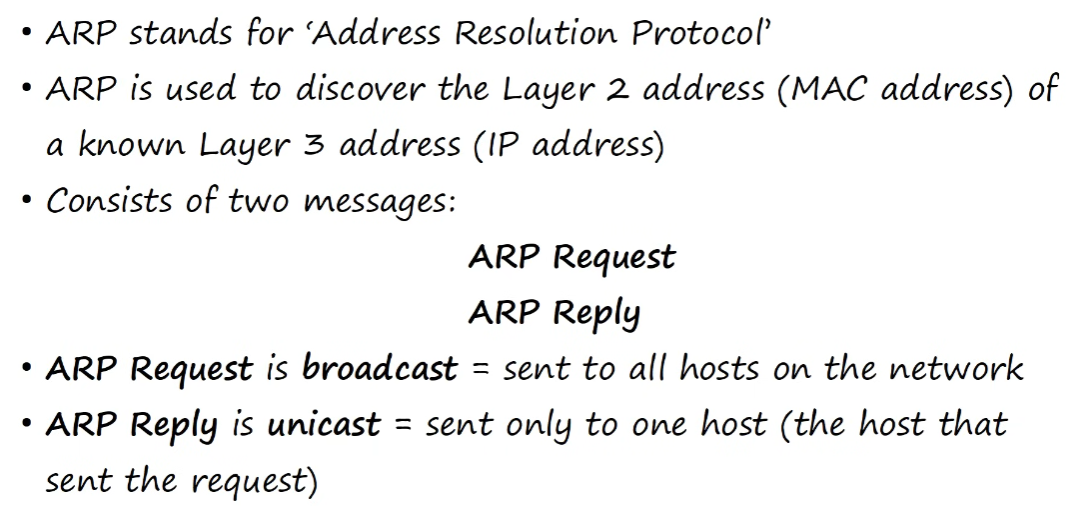 • ARP stands for ‘Address Resolution Protocol’
• ARP is used to discover the Layer 2 address (MAC address) of
a known Layer 3 address (IP address)
• Consists of two messages:
ARP Request
ARP Reply
• ARP Request is broadcast = sent to all hosts on the network
• ARP Reply is unicast = sent only to one host (the host that
sent the request)